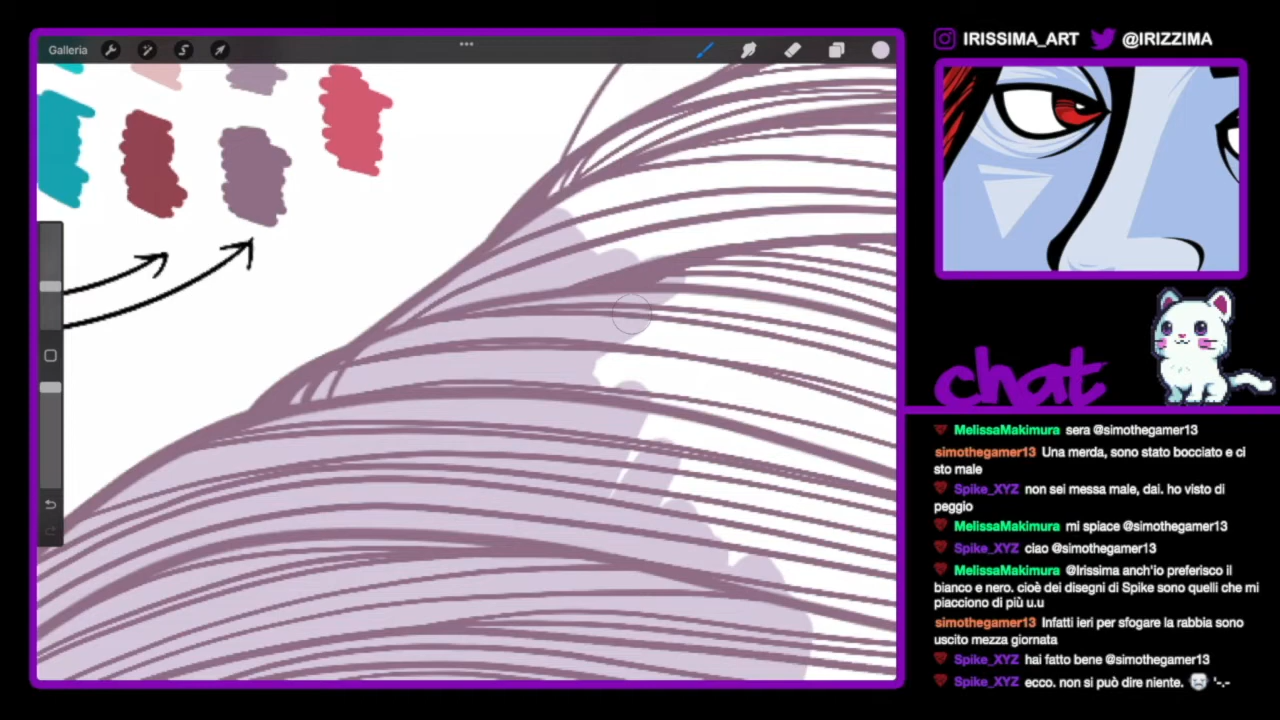 Galleria
IRISSIMA_ART @IRIZZIMA
chat
MelissaMakimura sera @simothegamer13
simothegamer13 Una merda, sono stato bocciato e ci
sto male
Spike_XYZ non sei messa male, dai. ho visto di
peggio
MelissaMakimura mi spiace @simothegamer13
Spike_XYZ ciao @simothegamer13
MelissaMakimura @Irissima anch'io preferisco il
bianco e nero. cioè dei disegni di Spike sono quelli che mi
piacciono di più u.u
simothegamer13 Infatti ieri per sfogare la rabbia sono
uscito mezza giornata
Spike_XYZ hai fatto bene @simothegamer13
Spike_XYZ ecco. non si può dire niente. '-.-